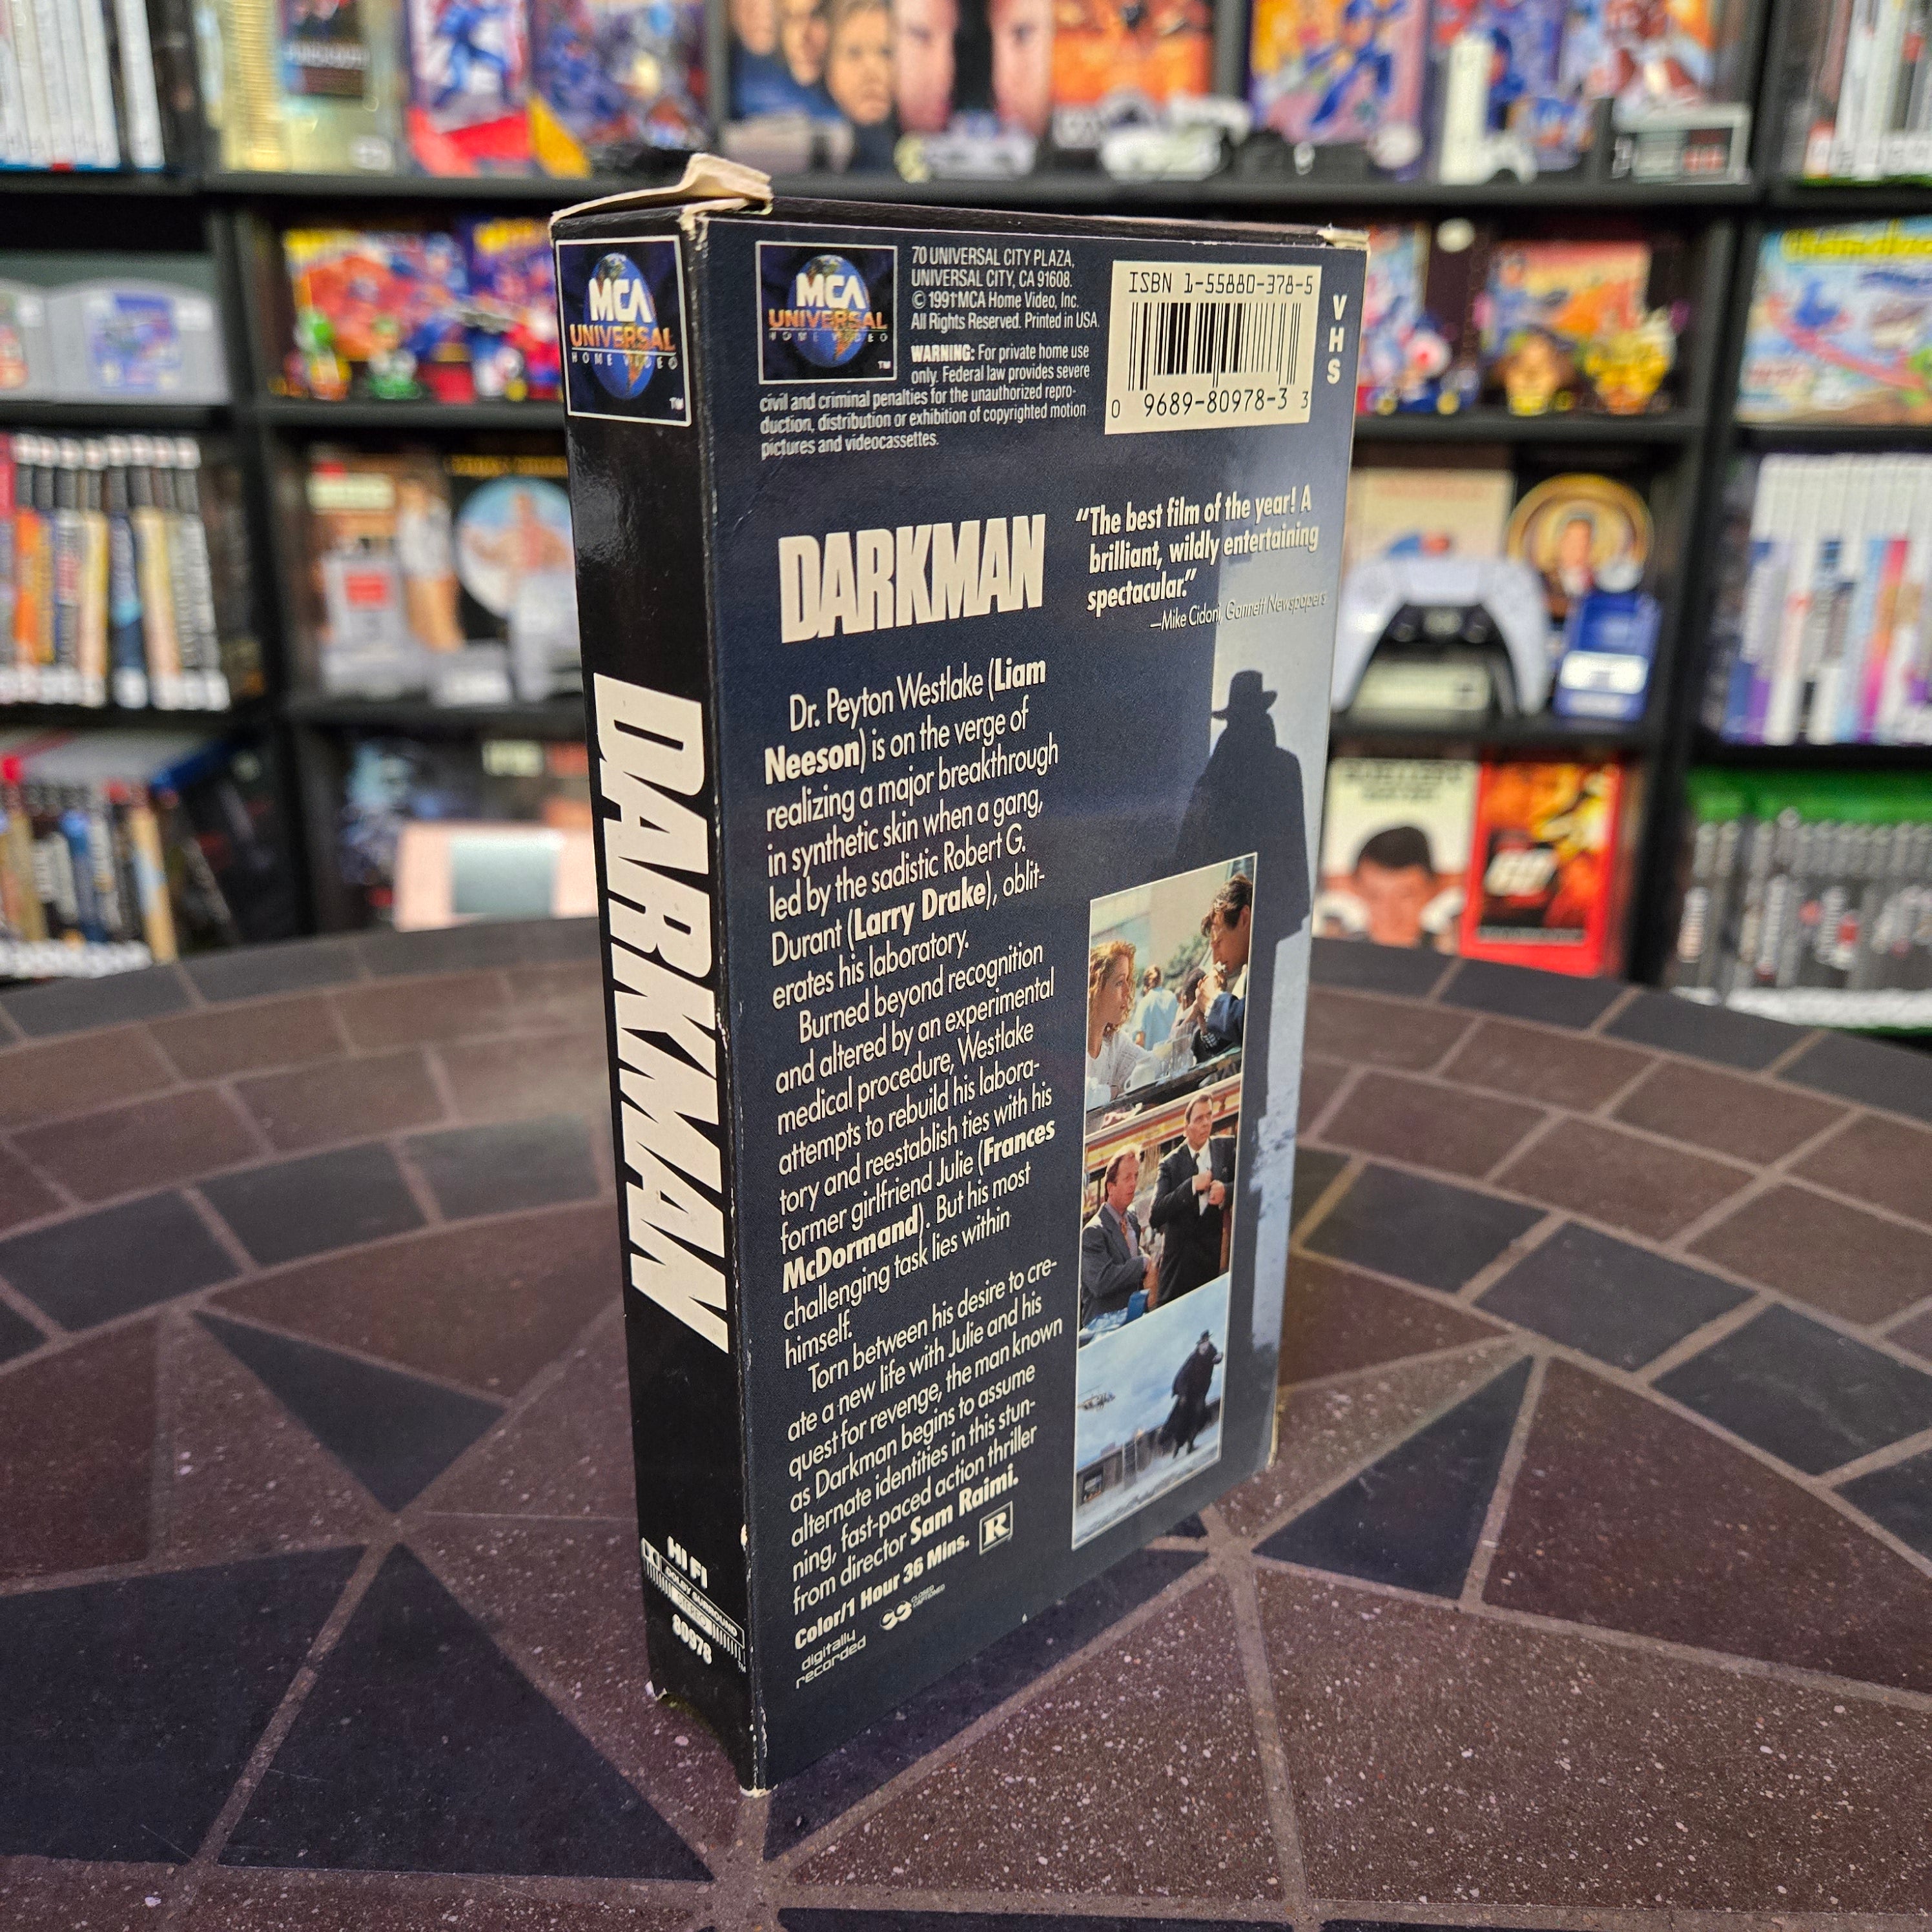 MCA
UNIVERSAL
HOME VIDEO
TM
DARKMAN
HI FI
DOLBY SURROUND
STEREO
TM
80978
MCA
UNIVERSAL
HOME VIDEO
TM
70 UNIVERSAL CITY PLAZA,
UNIVERSAL CITY, CA 91608.
© 1991 MCA Home Video, Inc.
All Rights Reserved. Printed in USA.
WARNING: For private home use
only. Federal law provides severe
civil and criminal penalties for the unauthorized repro-
duction, distribution or exhibition of copyrighted motion
pictures and videocassettes.
ISBN 1-55880-378-5
0 9689-80978-3 3
VHS
DARKMAN
“The best film of the year! A
brilliant, wildly entertaining
spectacular.”
—Mike Cidoni, Gannett Newspapers
Dr. Peyton Westlake (Liam
Neeson) is on the verge of
realizing a major breakthrough
in synthetic skin when a gang,
led by the sadistic Robert G.
Durant (Larry Drake), oblit-
erates his laboratory.
Burned beyond recognition
and altered by an experimental
medical procedure, Westlake
attempts to rebuild his labora-
tory and reestablish ties with his
former girlfriend Julie (Frances
McDormand). But his most
challenging task lies within
himself.
Torn between his desire to cre-
ate a new life with Julie and his
quest for revenge, the man known
as Darkman begins to assume
alternate identities in this stun-
ning, fast-paced action thriller
from director Sam Raimi.
Color/1 Hour 36 Mins. R
digitally
recorded
CLOSED
CAPTIONED